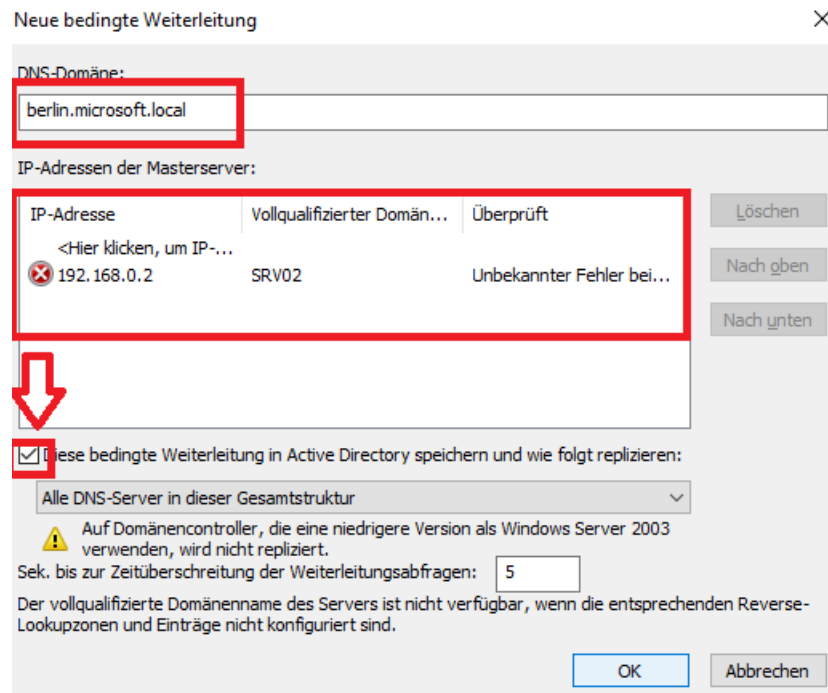 Neue bedingte Weiterleitung
DNS-Domäne:
berlin.microsoft.local
IP-Adressen der Masterserver:
IP-Adresse Vollqualifizierter Domän... Überprüft
<Hier klicken, um IP-...
192.168.0.2 SRV02 Unbekannter Fehler bei...
Löschen
Nach oben
Nach unten
Diese bedingte Weiterleitung in Active Directory speichern und wie folgt replizieren:
Alle DNS-Server in dieser Gesamtstruktur
Auf Domänencontroller, die eine niedrigere Version als Windows Server 2003
verwenden, wird nicht repliziert.
Sek. bis zur Zeitüberschreitung der Weiterleitungsabfragen: 5
Der vollqualifizierte Domänenname des Servers ist nicht verfügbar, wenn die entsprechenden Reverse-
Lookupzonen und Einträge nicht konfiguriert sind.
OK Abbrechen